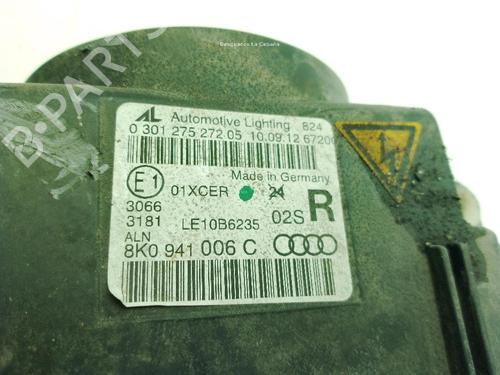 Desguaces La Cabaña
B-PARTS
AL Automotive Lighting 824
0 301 275 272 05 10.09.12 6720
Made in Germany
E1 01XCER 24
3066
3181 LE10B6235 02S R
ALN
8K0 941 006 C